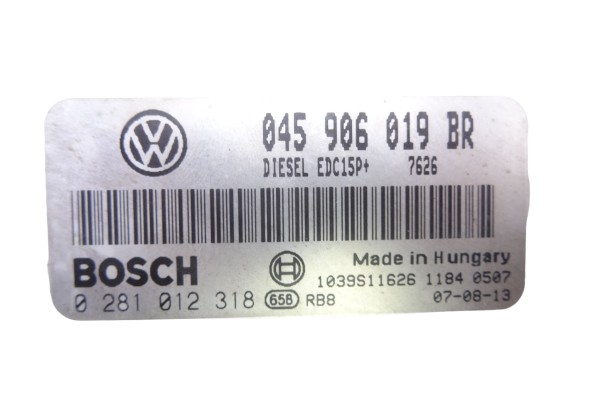 VW
045 906 019 BR
DIESEL EDC15P+ 7626
BOSCH
Made in Hungary
1039S11626 1184 0507
0 281 012 318 658 RB8 07-08-13